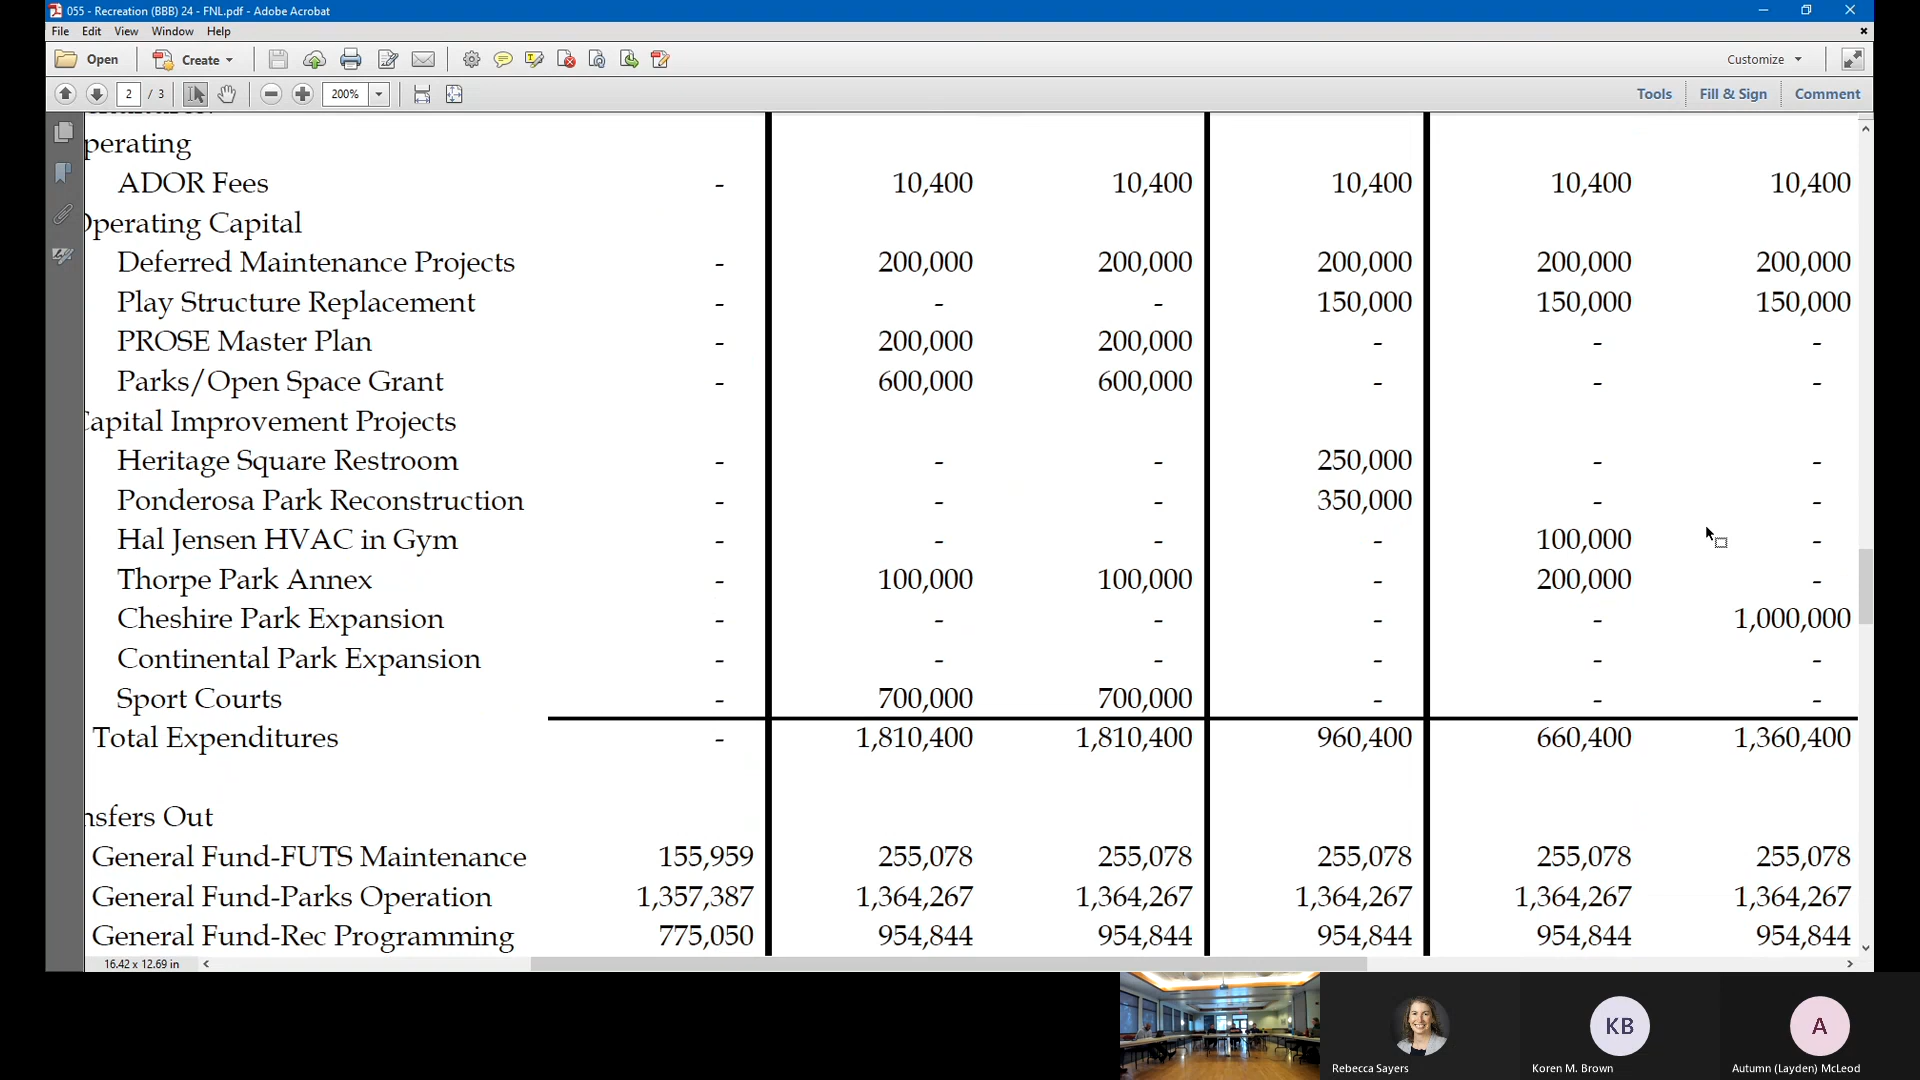 055 - Recreation (BBB) 24 - FNL.pdf - Adobe Acrobat
File Edit View Window Help
Open Create Customize
2 / 3 200% Tools Fill & Sign Comment
perating
ADOR Fees - 10,400 10,400 10,400 10,400 10,400
Operating Capital
Deferred Maintenance Projects - 200,000 200,000 200,000 200,000 200,000
Play Structure Replacement - - - 150,000 150,000 150,000
PROSE Master Plan - 200,000 200,000 - - -
Parks/Open Space Grant - 600,000 600,000 - - -
Capital Improvement Projects
Heritage Square Restroom - - - 250,000 - -
Ponderosa Park Reconstruction - - - 350,000 - -
Hal Jensen HVAC in Gym - - - - 100,000 -
Thorpe Park Annex - 100,000 100,000 - 200,000 -
Cheshire Park Expansion - - - - - 1,000,000
Continental Park Expansion - - - - - -
Sport Courts - 700,000 700,000 - - -
Total Expenditures - 1,810,400 1,810,400 960,400 660,400 1,360,400
nsfers Out
General Fund-FUTS Maintenance 155,959 255,078 255,078 255,078 255,078 255,078
General Fund-Parks Operation 1,357,387 1,364,267 1,364,267 1,364,267 1,364,267 1,364,267
General Fund-Rec Programming 775,050 954,844 954,844 954,844 954,844 954,844
16.42 x 12.69 in
KB A
Rebecca Sayers Koren M. Brown Autumn (Layden) McLeod